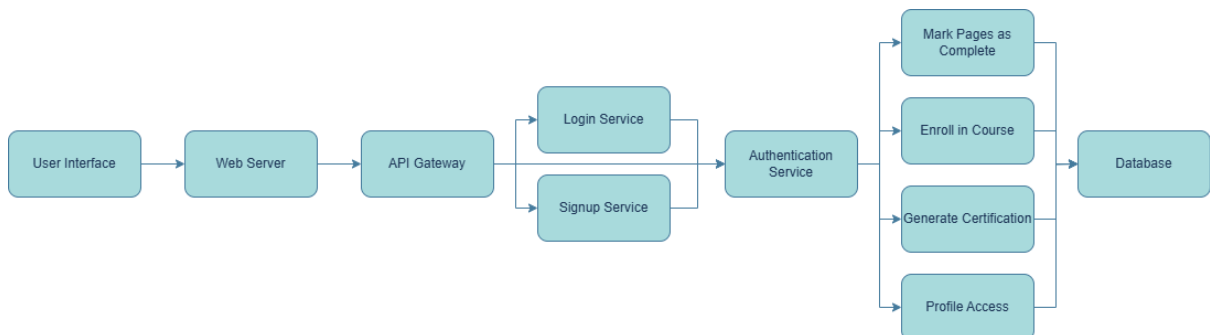 User Interface
Web Server
API Gateway
Login Service
Signup Service
Authentication
Service
Mark Pages as
Complete
Enroll in Course
Generate Certification
Profile Access
Database